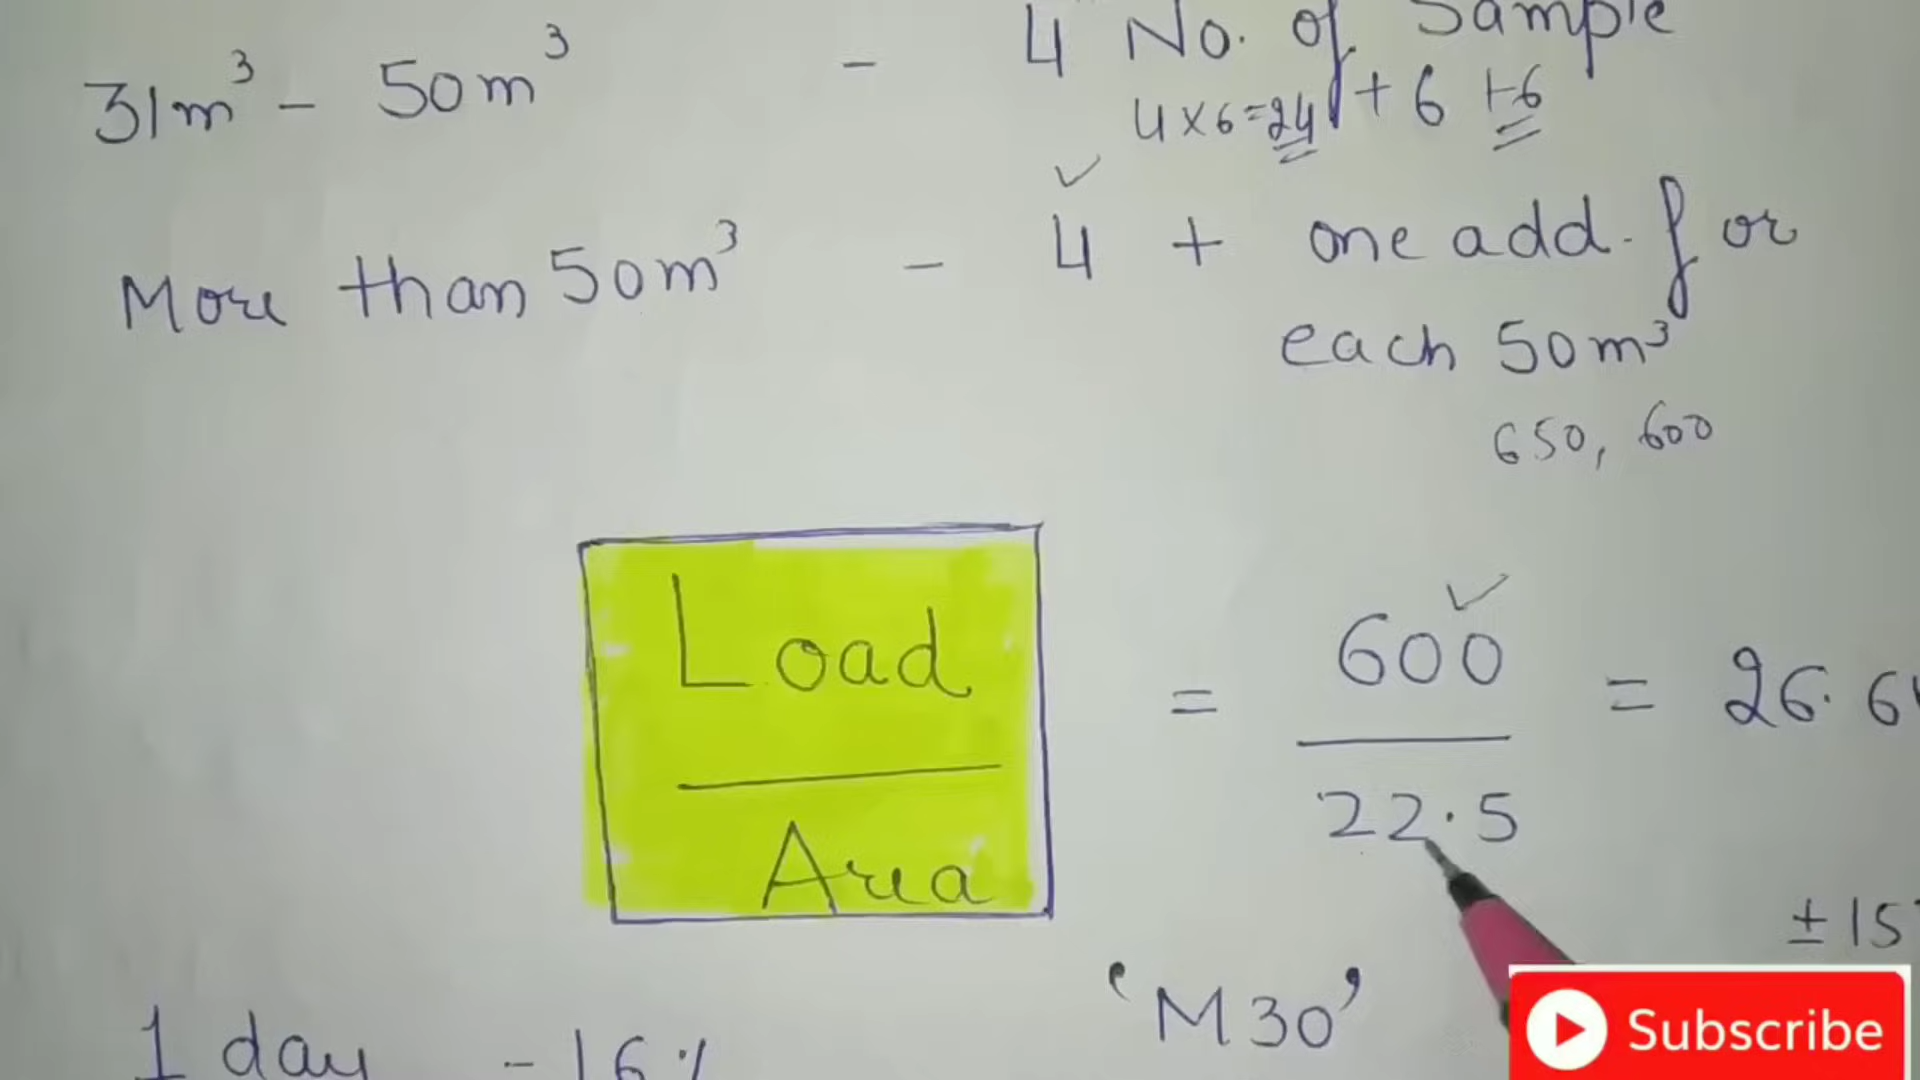 31m³ - 50m³ - 4 No. of Sample
4x6=24 + 6 +6
✓
More than 50m³ - 4 + one add. for
each 50m³
650, 600
Load
Area
= 600 ✓
22.5
= 26.6
±15
'M30'
1 day - 16%
Subscribe